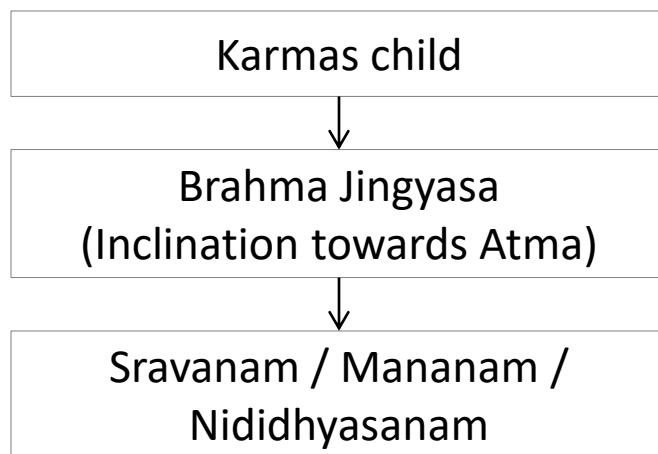 Karmas child
Brahma Jingyasa
(Inclination towards Atma)
Sravanam / Mananam /
Nididhyasanam